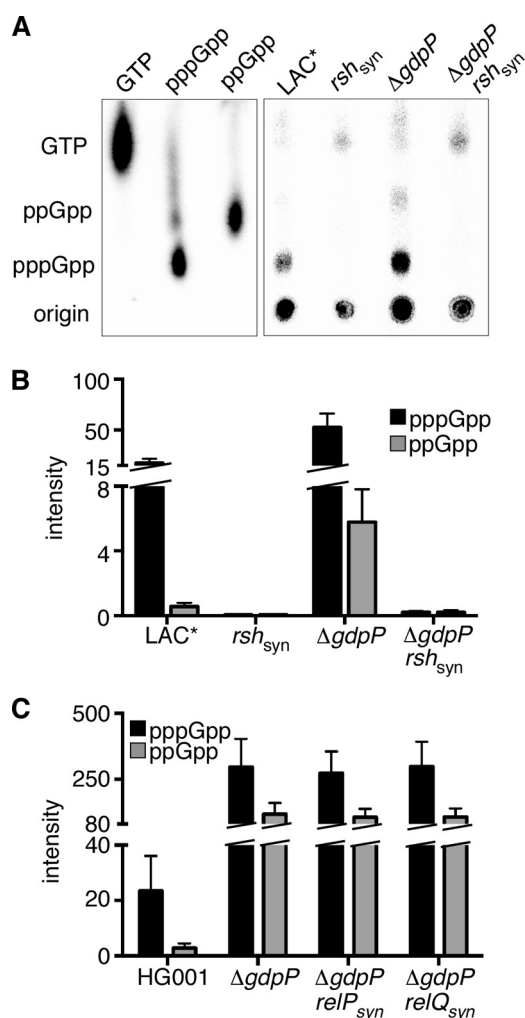 A
GTP pppGpp ppGpp LAC* rshsyn ΔgdpP ΔgdpP rshsyn
GTP
ppGpp
pppGpp
origin
B
100
50
15
8
4
0
intensity
pppGpp
ppGpp
LAC* rshsyn ΔgdpP ΔgdpP
rshsyn
C
500
250
80
40
20
0
intensity
pppGpp
ppGpp
HG001 ΔgdpP ΔgdpP ΔgdpP
relPsyn relQsyn